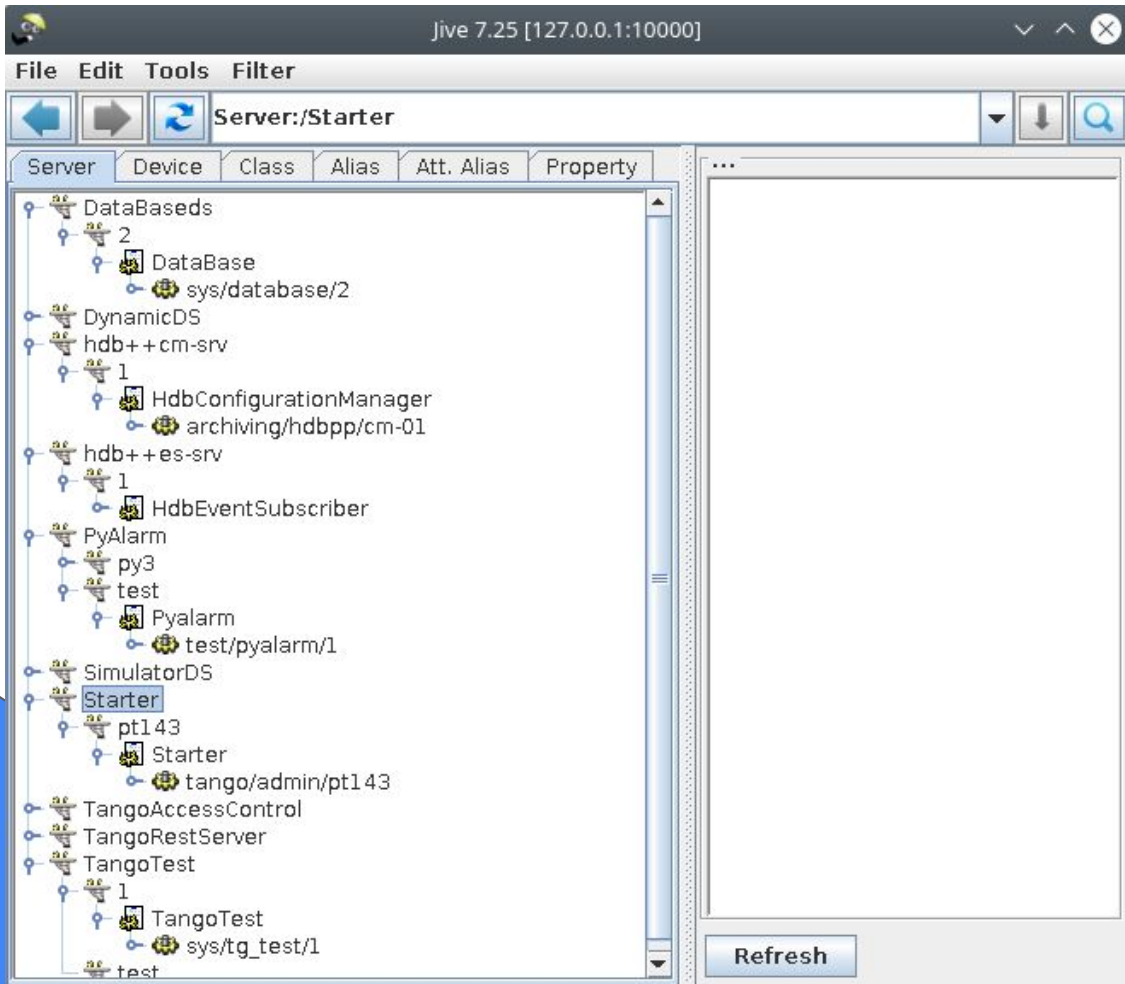 Jive 7.25 [127.0.0.1:10000]
File Edit Tools Filter
Server:/Starter
Server Device Class Alias Att. Alias Property
...
DataBaseds
2
DataBase
sys/database/2
DynamicDS
hdb++cm-srv
1
HdbConfigurationManager
archiving/hdbpp/cm-01
hdb++es-srv
1
HdbEventSubscriber
PyAlarm
py3
test
Pyalarm
test/pyalarm/1
SimulatorDS
Starter
pt143
Starter
tango/admin/pt143
TangoAccessControl
TangoRestServer
TangoTest
1
TangoTest
sys/tg_test/1
test
Refresh